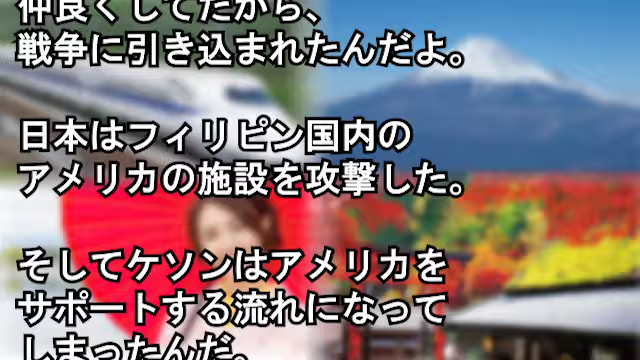 仲良くしてたから、
戦争に引き込まれたんだよ。
日本はフィリピン国内の
アメリカの施設を攻撃した。
そしてケソンはアメリカを
サポートする流れになって
しまったんだ。